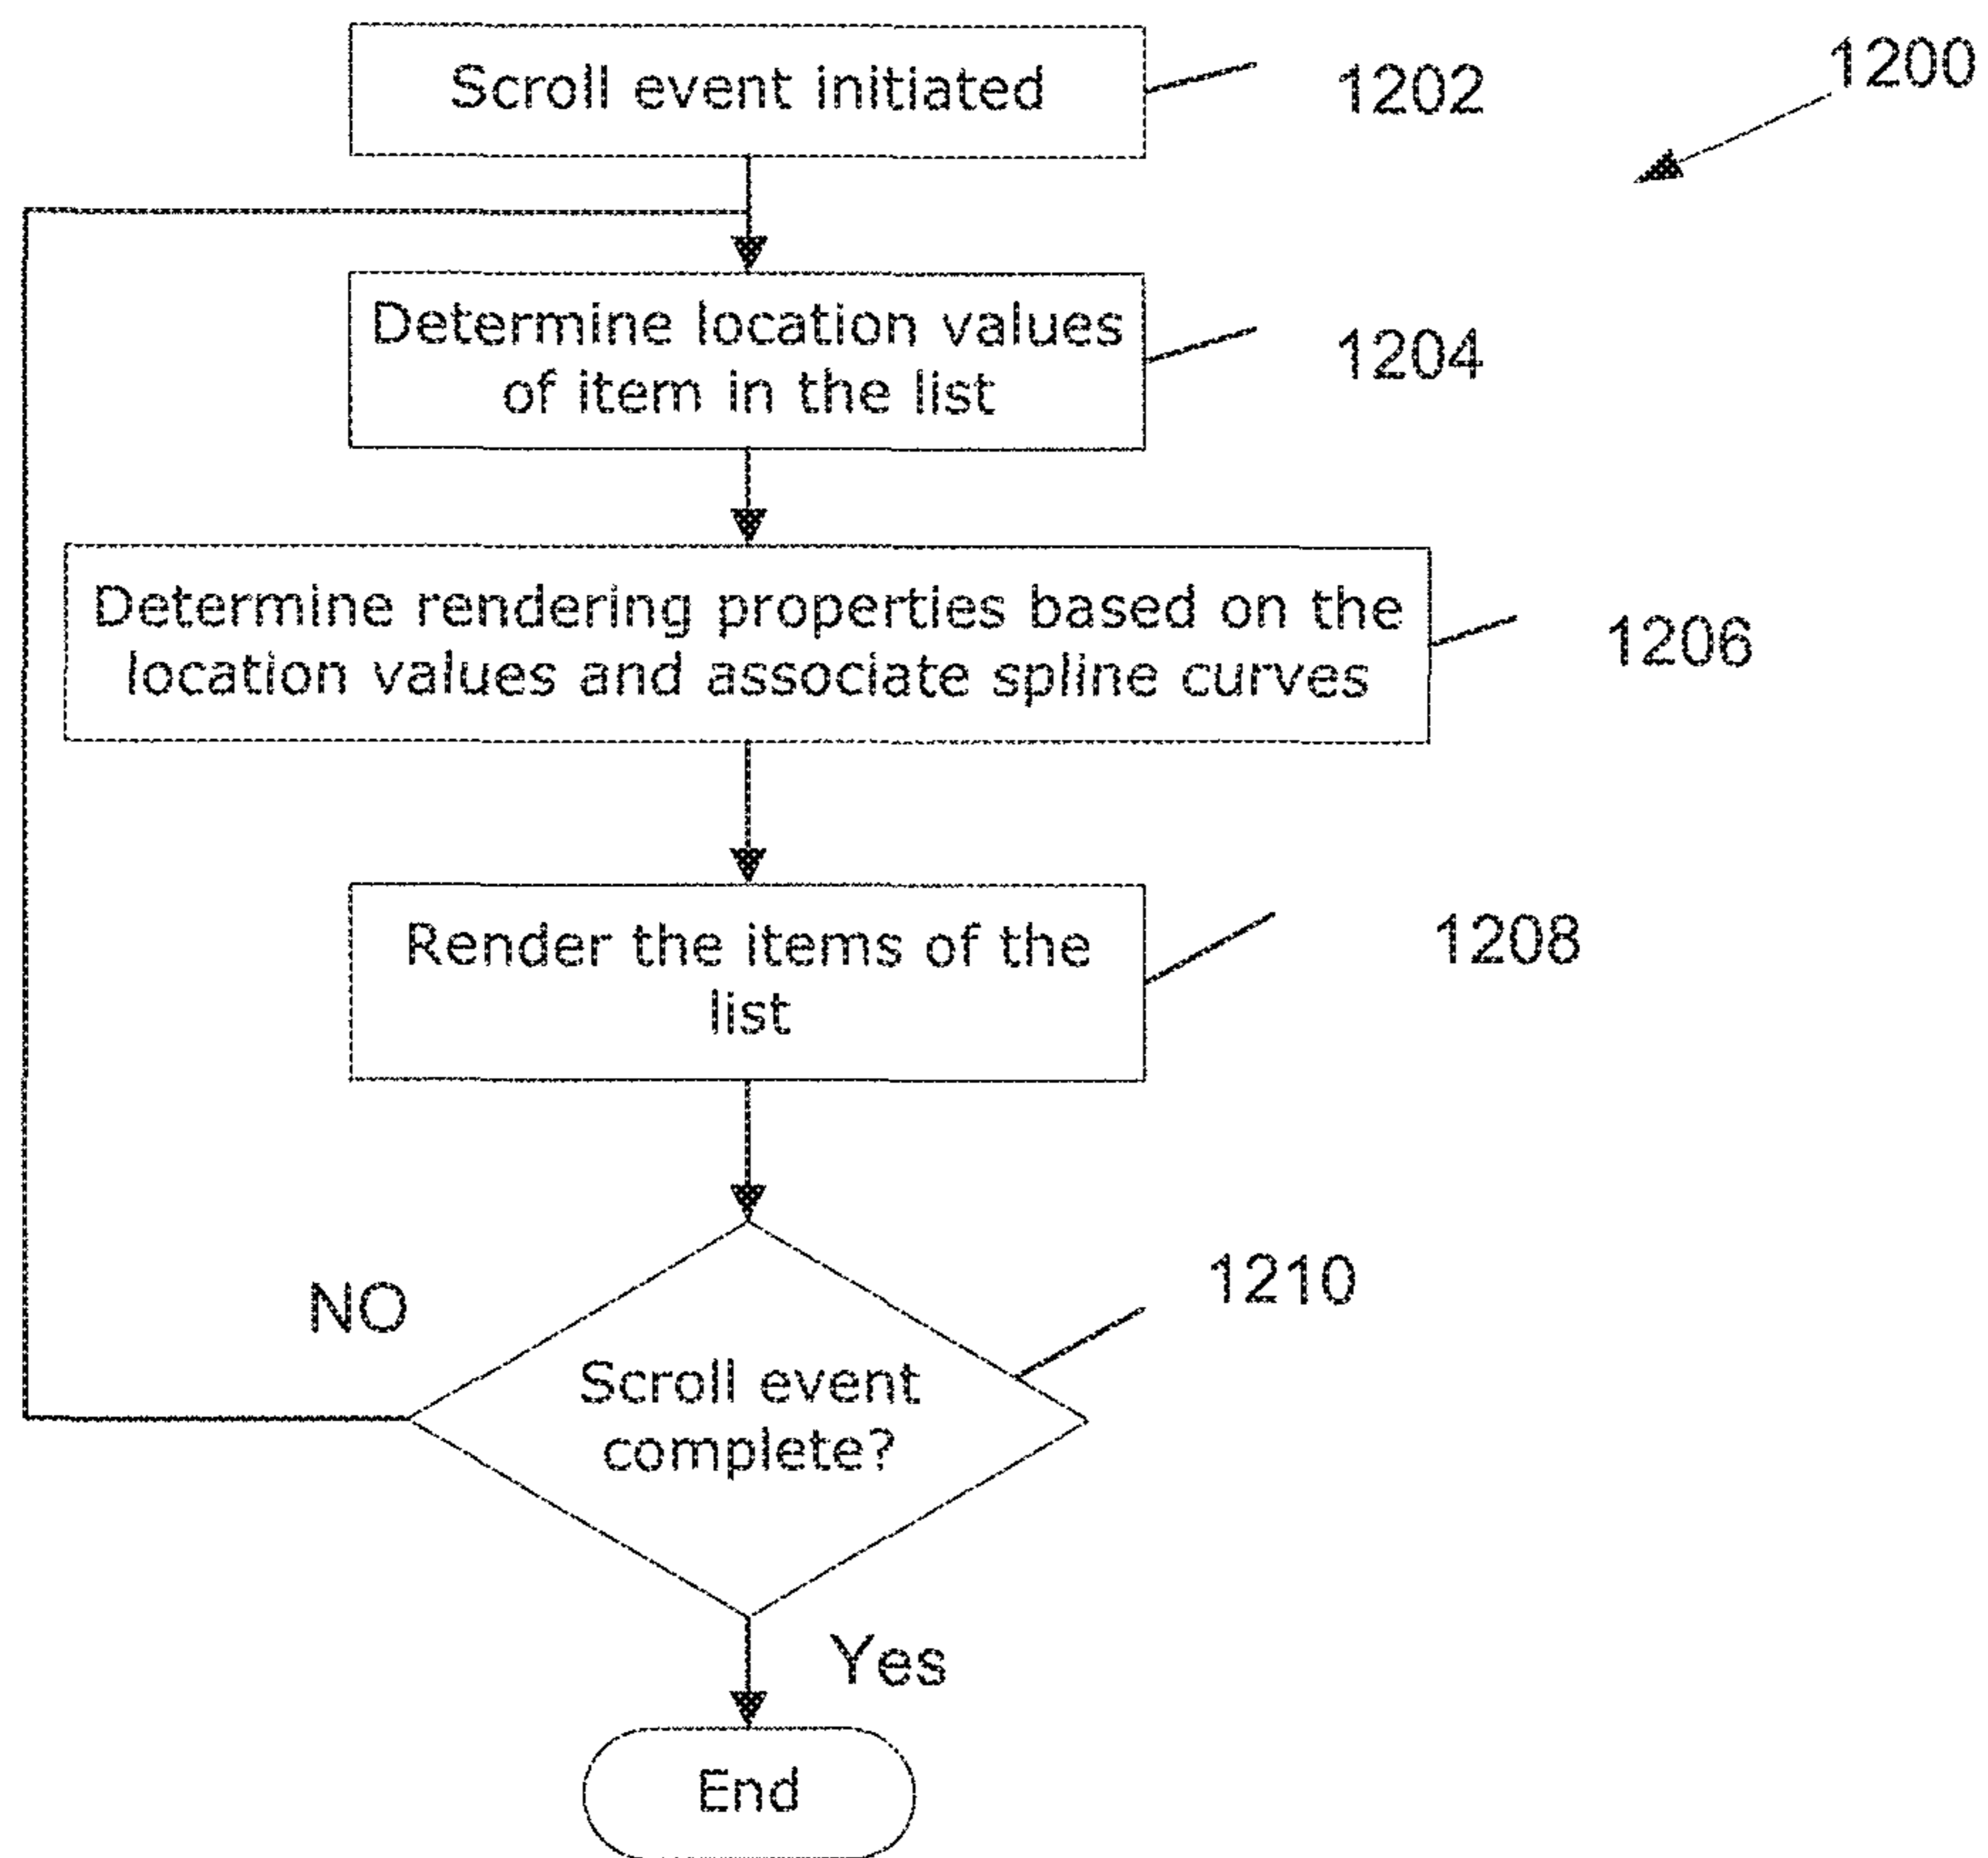 1200
Scroll event initiated
1202
Determine location values
of item in the list
1204
Determine rendering properties based on the
location values and associate spline curves
1206
Render the items of the
list
1208
1210
NO
Scroll event
complete?
Yes
End